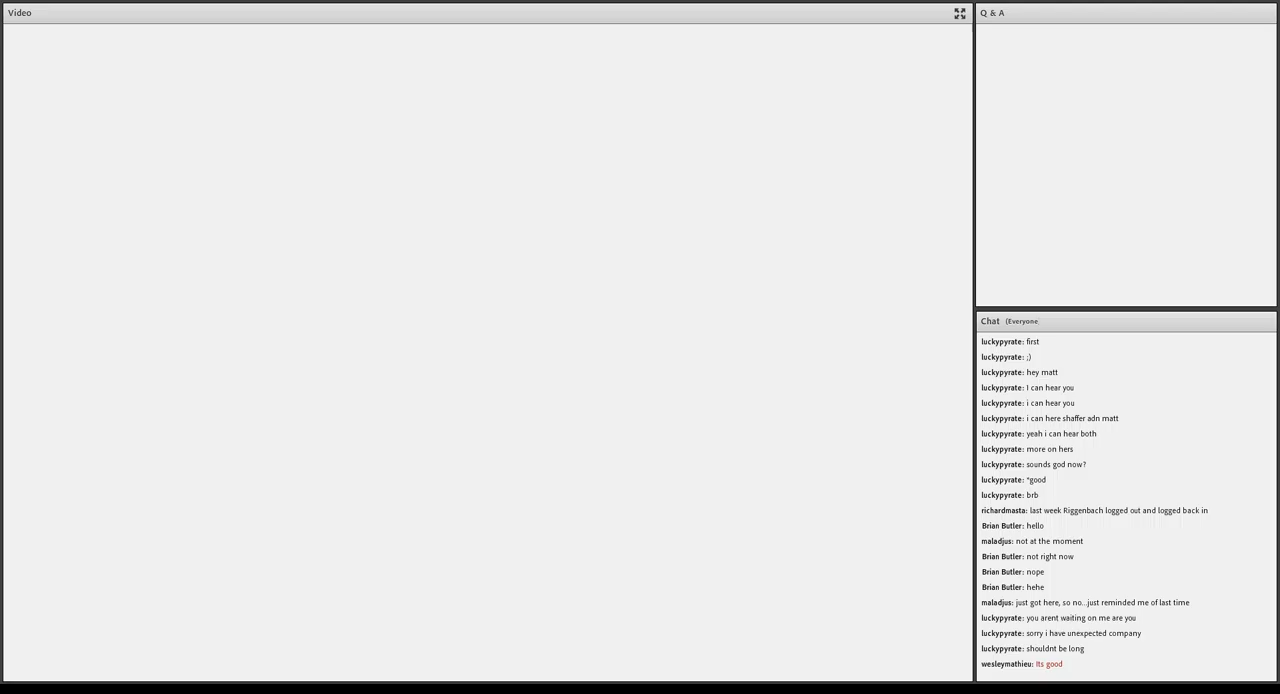 Video
Q & A
Chat (Everyone
luckypyrate: first
luckypyrate: ;)
luckypyrate: hey matt
luckypyrate: I can hear you
luckypyrate: i can hear you
luckypyrate: i can here shaffer adn matt
luckypyrate: yeah i can hear both
luckypyrate: more on hers
luckypyrate: sounds god now?
luckypyrate: *good
luckypyrate: brb
richardmasta: last week Riggenbach logged out and logged back in
Brian Butler: hello
maladjus: not at the moment
Brian Butler: not right now
Brian Butler: nope
Brian Butler: hehe
maladjus: just got here, so no...just reminded me of last time
luckypyrate: you arent waiting on me are you
luckypyrate: sorry i have unexpected company
luckypyrate: shouldnt be long
wesleymathieu: Its good